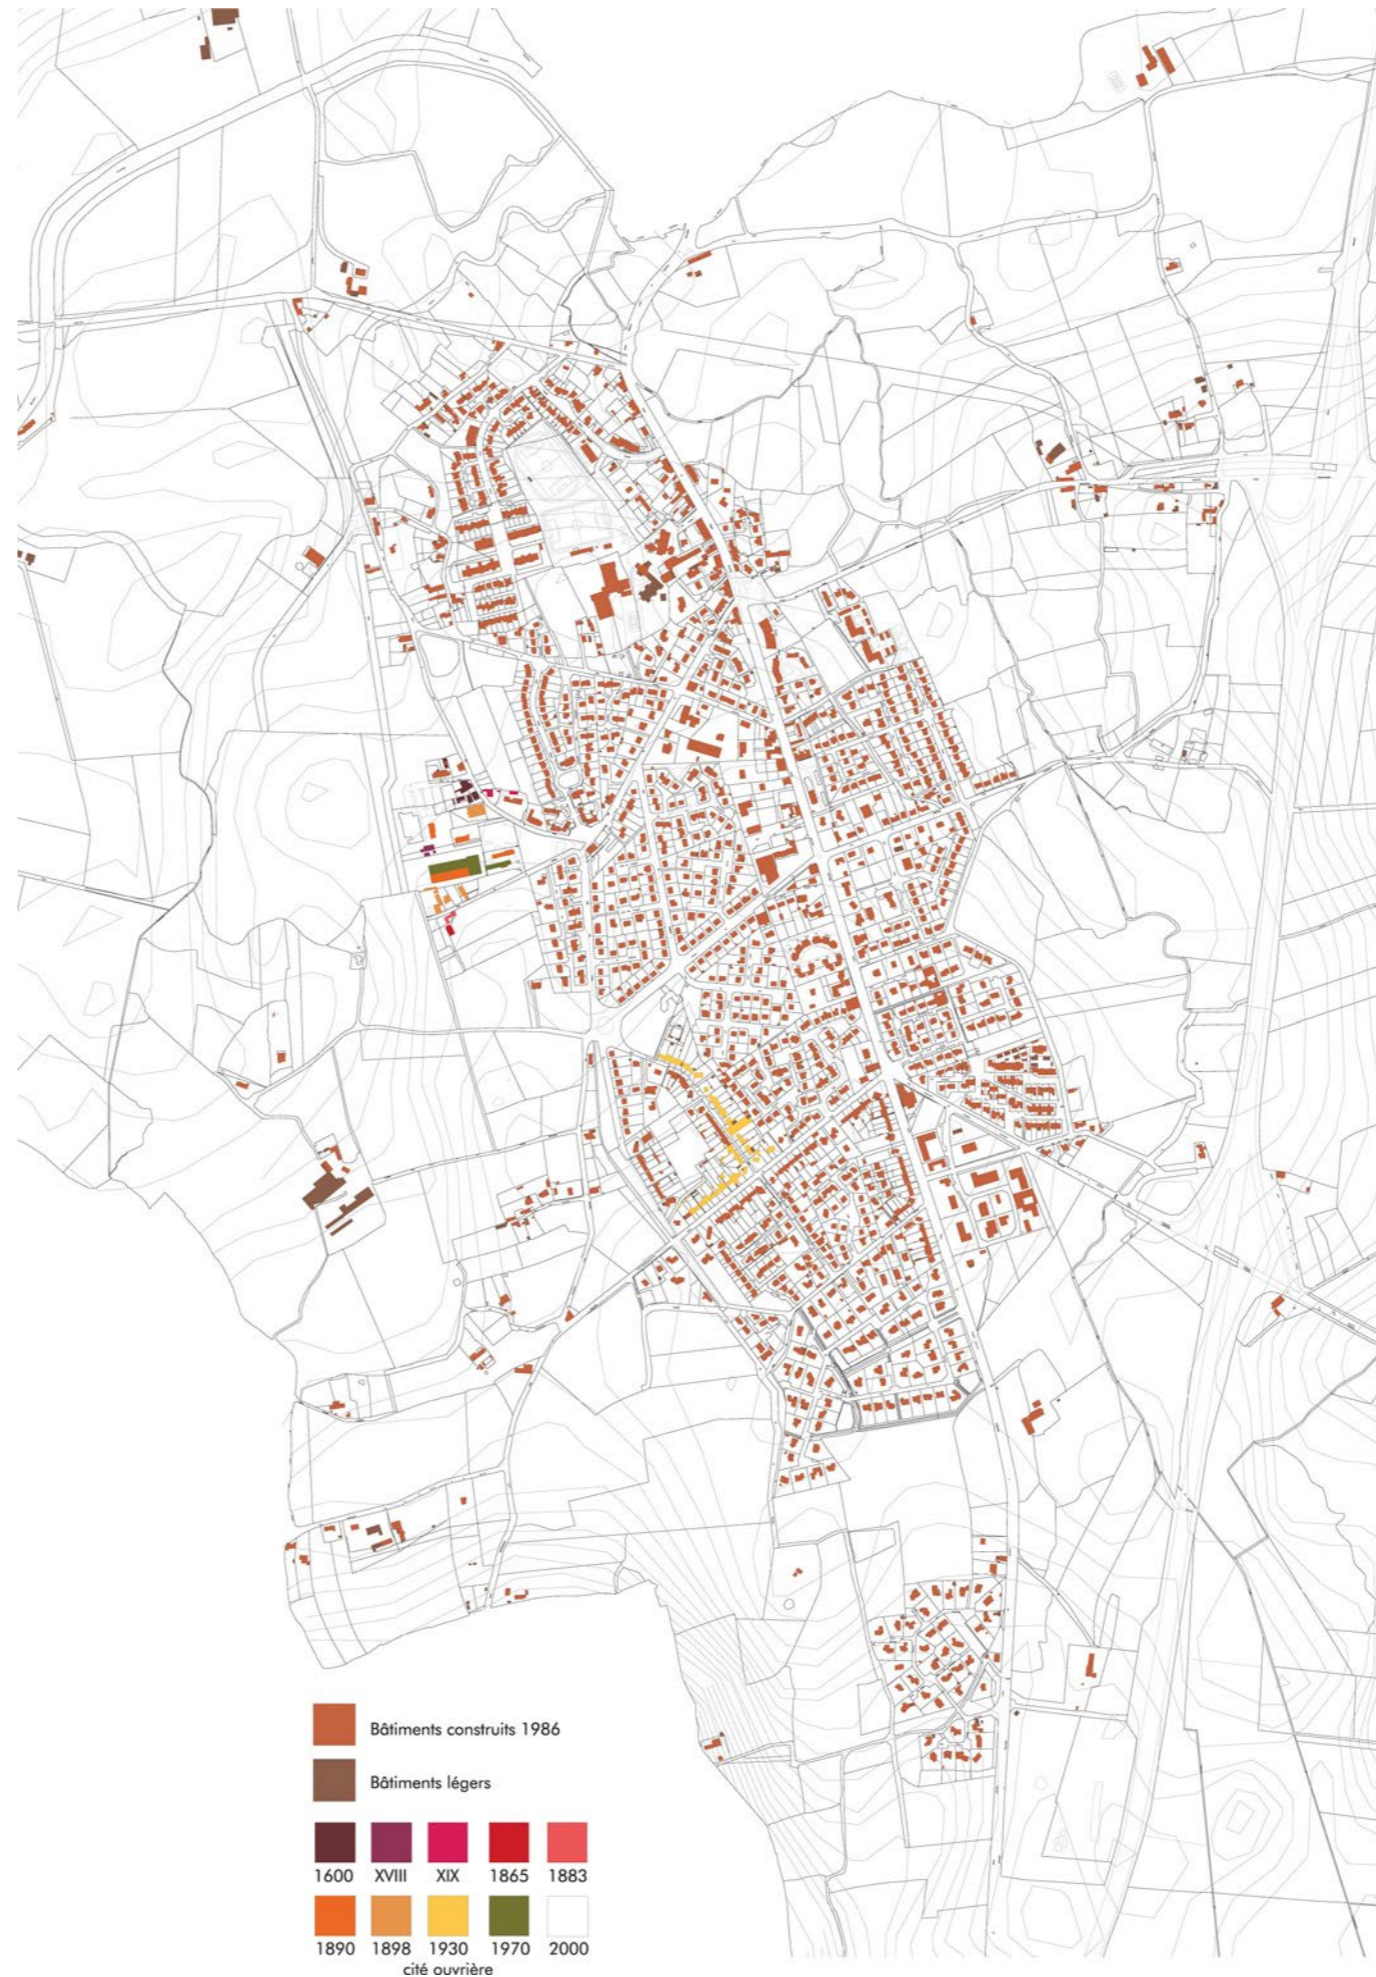 Bâtiments construits 1986
Bâtiments légers
1600 XVIII XIX 1865 1883
1890 1898 1930 1970 2000
cité ouvrière